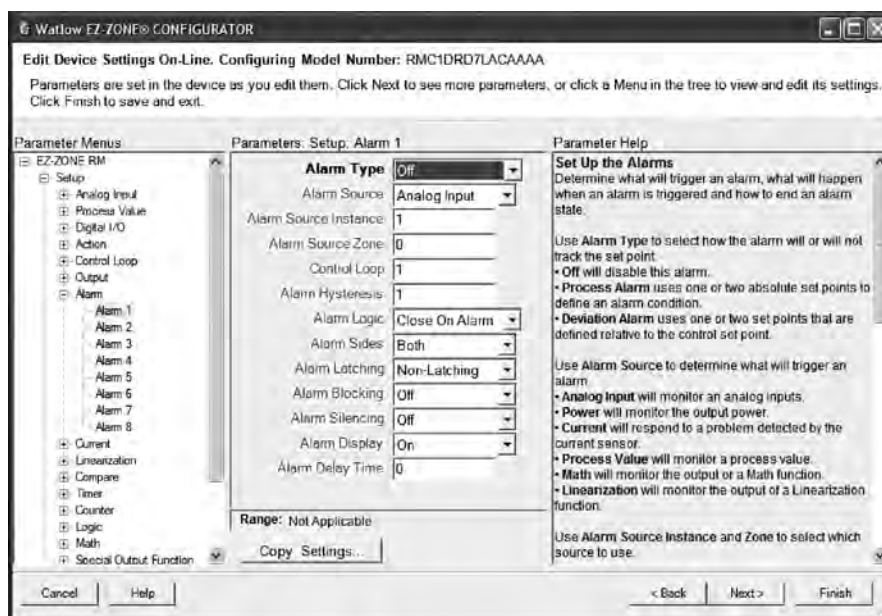 Watlow EZ-ZONE® CONFIGURATOR
Edit Device Settings On-Line. Configuring Model Number: RMC1DRD7LACAAAA
Parameters are set in the device as you edit them. Click Next to see more parameters, or click a Menu in the tree to view and edit its settings.
Click Finish to save and exit.
Parameter Menus
EZ-ZONE RM
Setup
Analog Input
Process Value
Digital I/O
Action
Control Loop
Output
Alarm
Alarm 1
Alarm 2
Alarm 3
Alarm 4
Alarm 5
Alarm 6
Alarm 7
Alarm 8
Current
Linearization
Compare
Timer
Counter
Logic
Math
Special Output Function
Parameters: Setup: Alarm 1
Alarm Type Off
Alarm Source Analog Input
Alarm Source Instance 1
Alarm Source Zone 0
Control Loop 1
Alarm Hysteresis 1
Alarm Logic Close On Alarm
Alarm Sides Both
Alarm Latching Non-Latching
Alarm Blocking Off
Alarm Silencing Off
Alarm Display On
Alarm Delay Time 0
Range: Not Applicable
Copy Settings...
Parameter Help
Set Up the Alarms
Determine what will trigger an alarm, what will happen
when an alarm is triggered and how to end an alarm
state.
Use Alarm Type to select how the alarm will or will not
track the set point.
• Off will disable this alarm.
• Process Alarm uses one or two absolute set points to
define an alarm condition.
• Deviation Alarm uses one or two set points that are
defined relative to the control set point.
Use Alarm Source to determine what will trigger an
alarm
• Analog Input will monitor an analog inputs.
• Power will monitor the output power.
• Current will respond to a problem detected by the
current sensor.
• Process Value will monitor a process value.
• Math will monitor the output of a Math function.
• Linearization will monitor the output of a Linearization
function.
Use Alarm Source Instance and Zone to select which
source to use.
Cancel
Help
< Back
Next >
Finish